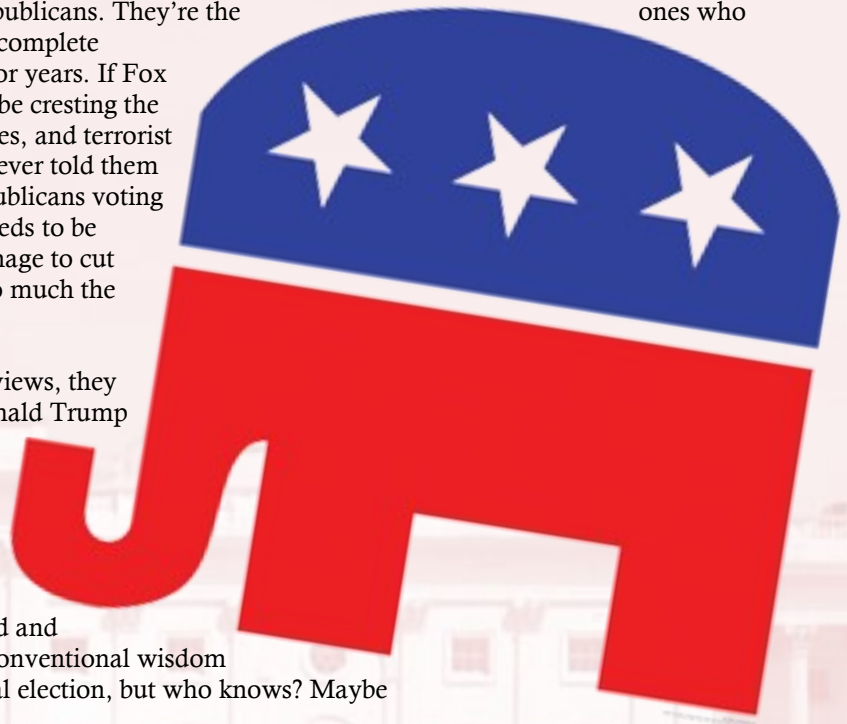 publicans. They’re the ones who
complete
or years. If Fox
be cresting the
es, and terrorist
ever told them
ublicans voting
eds to be
nage to cut
o much the
views, they
nald Trump
d and
onventional wisdom
al election, but who knows? Maybe